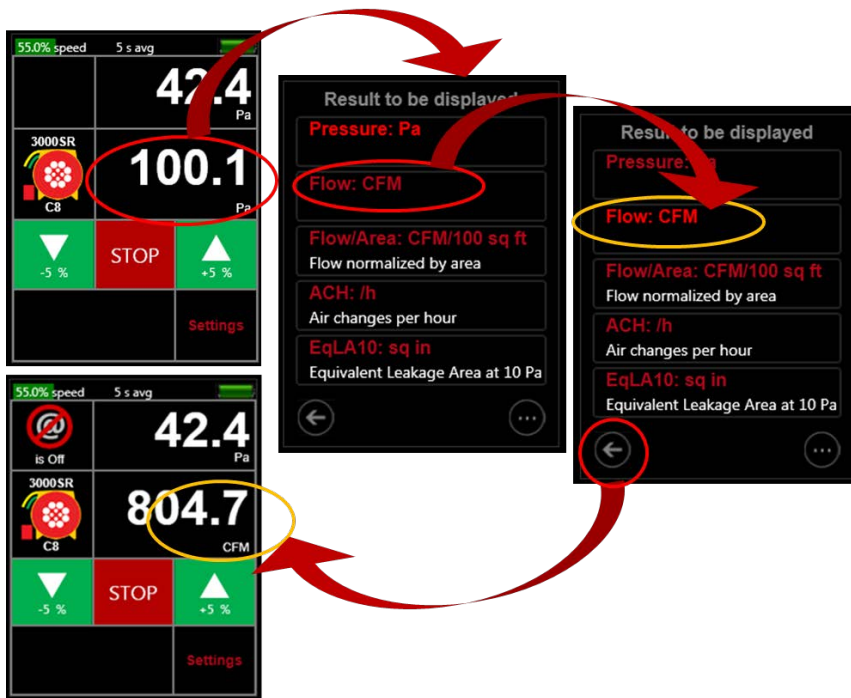 55.0% speed 5 s avg
42.4
Pa
3000SR
C8
100.1
Pa
-5 %
STOP
+5 %
Settings
Result to be displayed
Pressure: Pa
Flow: CFM
Flow/Area: CFM/100 sq ft
Flow normalized by area
ACH: /h
Air changes per hour
EqLA10: sq in
Equivalent Leakage Area at 10 Pa
Result to be displayed
Pressure:
Flow: CFM
Flow/Area: CFM/100 sq ft
Flow normalized by area
ACH: /h
Air changes per hour
EqLA10: sq in
Equivalent Leakage Area at 10 Pa
55.0% speed 5 s avg
@
is Off
42.4
Pa
3000SR
C8
804.7
CFM
-5 %
STOP
+5 %
Settings